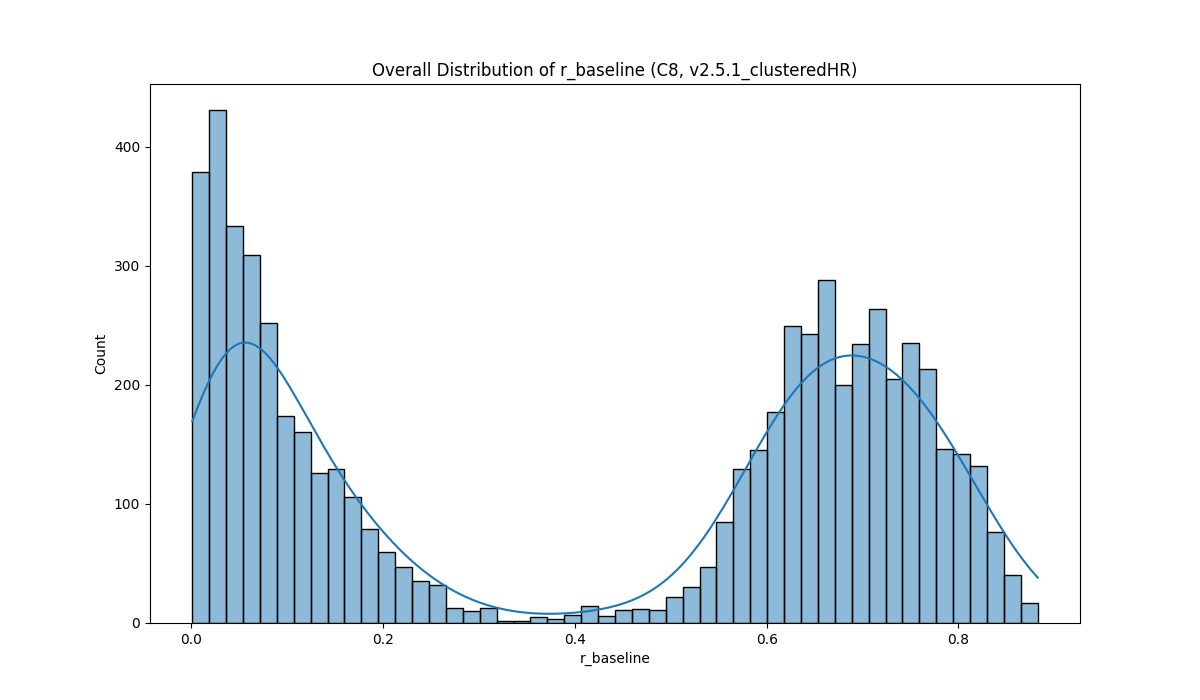 Overall Distribution of r_baseline (C8, v2.5.1_clusteredHR)
400
300
200
100
0
Count
0.0 0.2 0.4 0.6 0.8
r_baseline